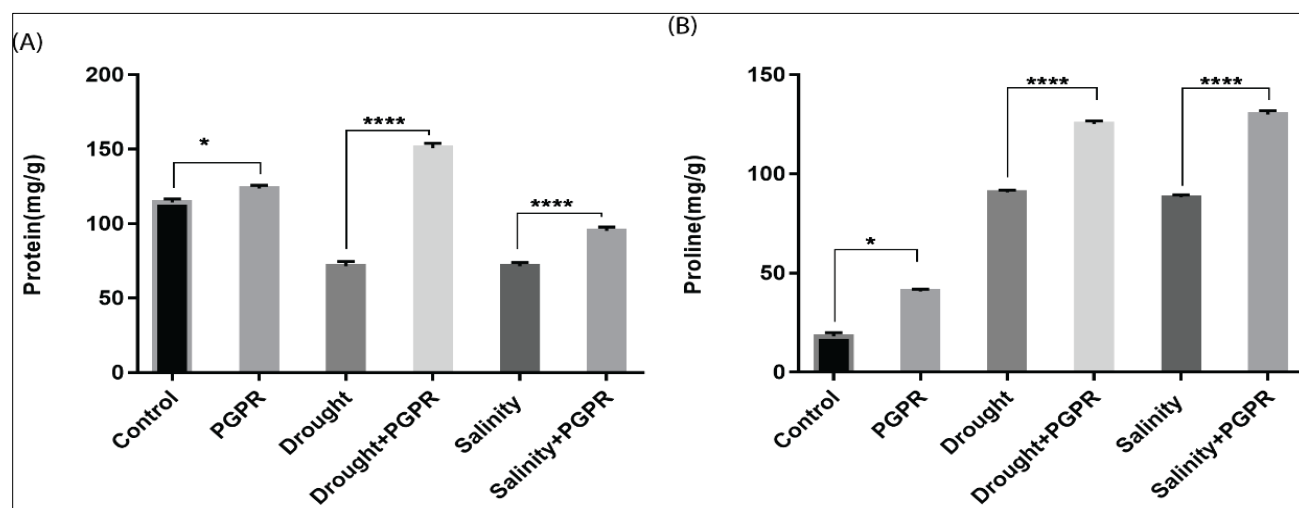 (A)
Protein(mg/g)
200
150
100
50
0
*
****
****
Control
PGPR
Drought
Drought+PGPR
Salinity
Salinity+PGPR
(B)
Proline(mg/g)
150
100
50
0
*
****
****
Control
PGPR
Drought
Drought+PGPR
Salinity
Salinity+PGPR